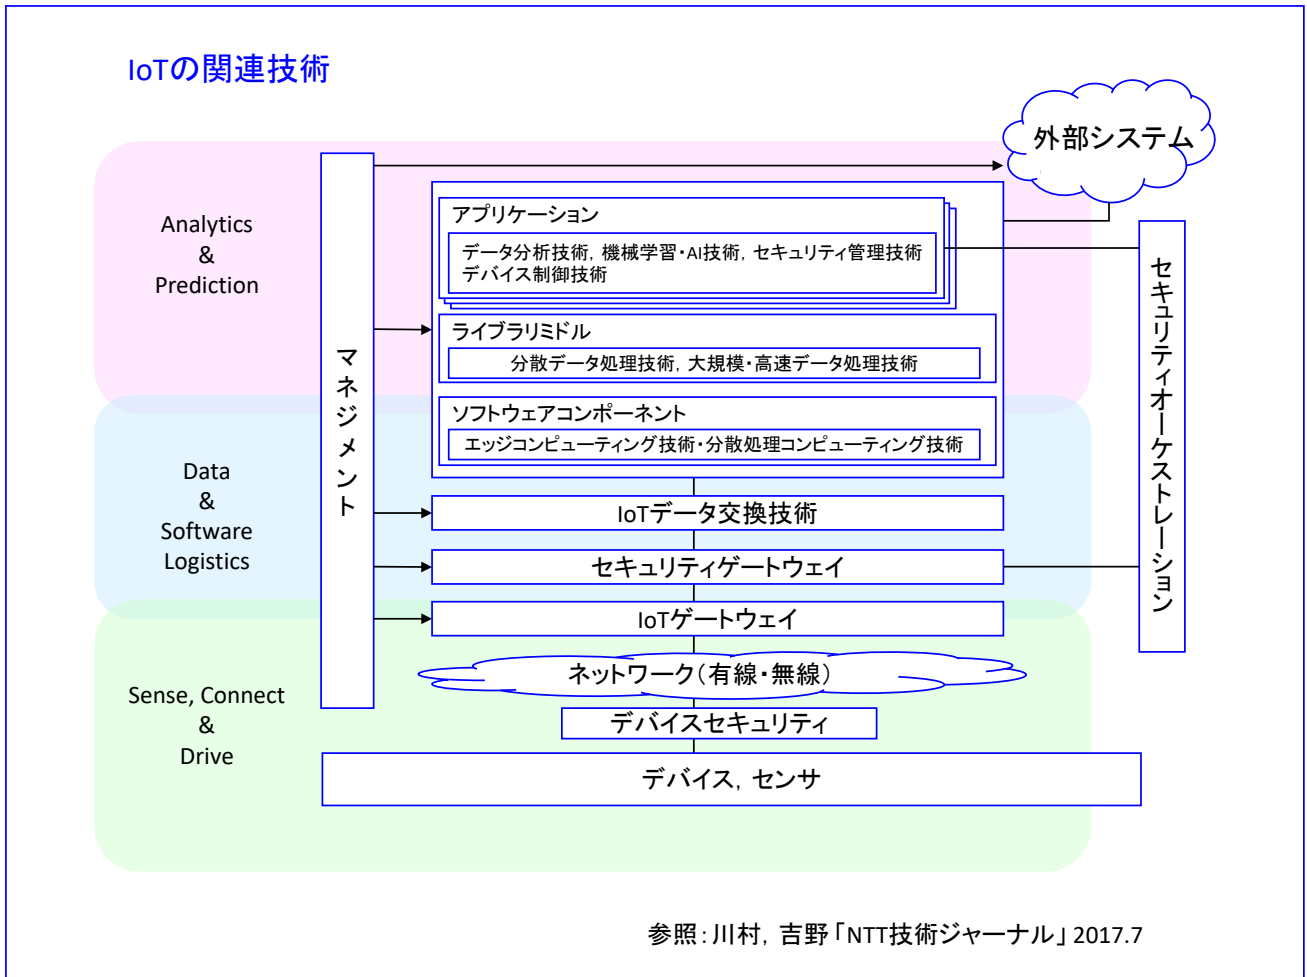 IoTの関連技術
外部システム
Analytics
&
Prediction
マネジメント
アプリケーション
データ分析技術, 機械学習・AI技術, セキュリティ管理技術
デバイス制御技術
ライブラリミドル
分散データ処理技術, 大規模・高速データ処理技術
セキュリティオーケストレーション
Data
&
Software
Logistics
ソフトウェアコンポーネント
エッジコンピューティング技術・分散処理コンピューティング技術
IoTデータ交換技術
セキュリティゲートウェイ
IoTゲートウェイ
Sense, Connect
&
Drive
ネットワーク(有線・無線)
デバイスセキュリティ
デバイス, センサ
参照:川村, 吉野「NTT技術ジャーナル」2017.7